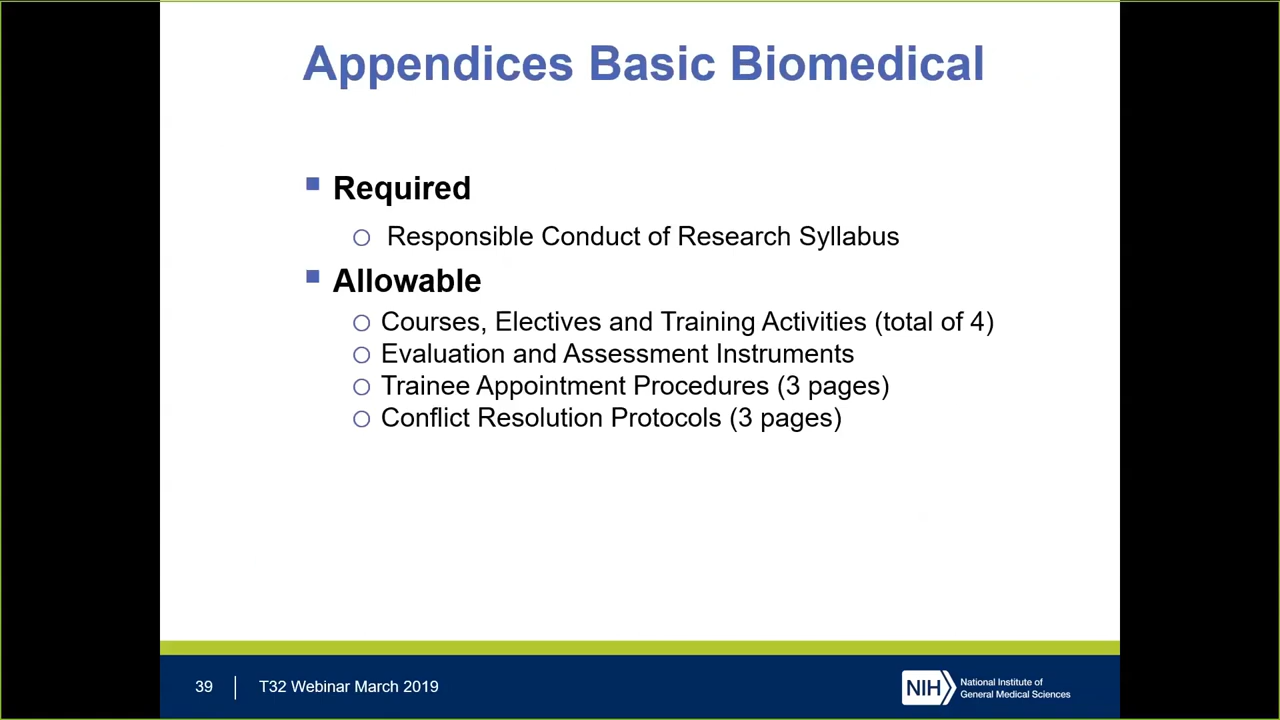 Appendices Basic Biomedical
Required
Responsible Conduct of Research Syllabus
Allowable
Courses, Electives and Training Activities (total of 4)
Evaluation and Assessment Instruments
Trainee Appointment Procedures (3 pages)
Conflict Resolution Protocols (3 pages)
39
T32 Webinar March 2019
NIH
National Institute of
General Medical Sciences